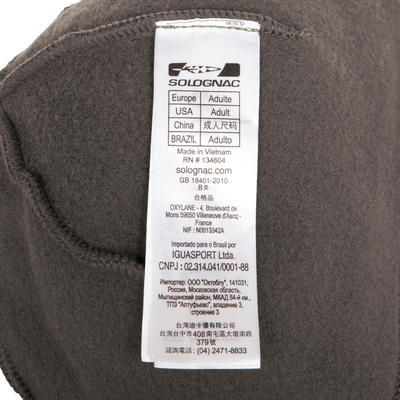 SOLOGNAC
Europe Adulte
USA Adult
China 成人尺码
BRAZIL Adulto
Made in Vietnam
RN # 134604
solognac.com
GB 18401-2010
B类
合格品
OXYLANE - 4, Boulevard de
Mons 59650 Villeneuve d'Ascq -
France
NIF : N0013342A
Importado para o Brasil por
IGUASPORT Ltda.
CNPJ : 02.314.041/0001-88
Импортер: ООО "Октоблу", 141031,
Россия, Московская область,
Мытищинский район, МКАД 84-й км.,
ТПЗ "Алтуфьево", владение 3,
строение 3
台灣迪卡儂有限公司
台灣台中市408南屯區大墩南路
379號
諮詢電話: (04) 2471-8833